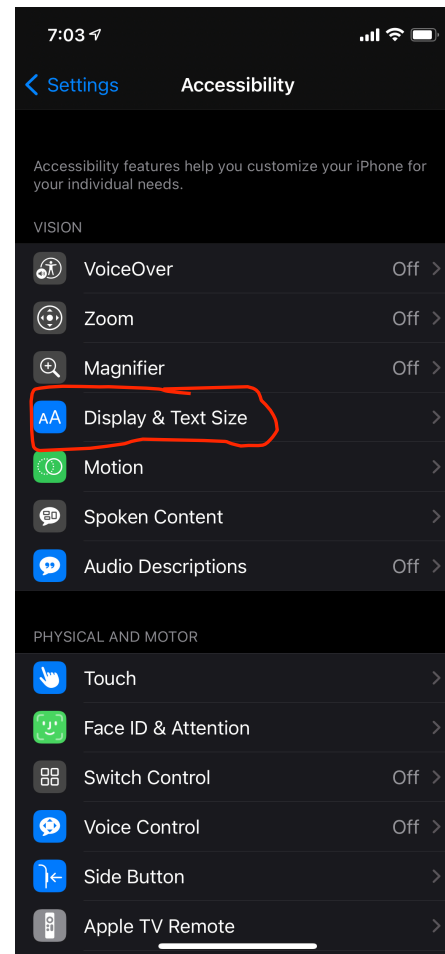 7:03
Settings
Accessibility
Accessibility features help you customize your iPhone for
your individual needs.
VISION
VoiceOver Off
Zoom Off
Magnifier Off
AA Display & Text Size
Motion
Spoken Content
Audio Descriptions Off
PHYSICAL AND MOTOR
Touch
Face ID & Attention
Switch Control Off
Voice Control Off
Side Button
Apple TV Remote